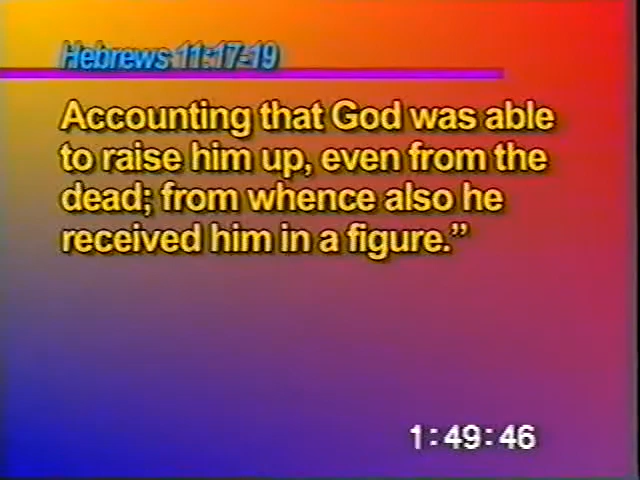 Hebrews 11:17-19
Accounting that God was able
to raise him up, even from the
dead; from whence also he
received him in a figure.”
1:49:46